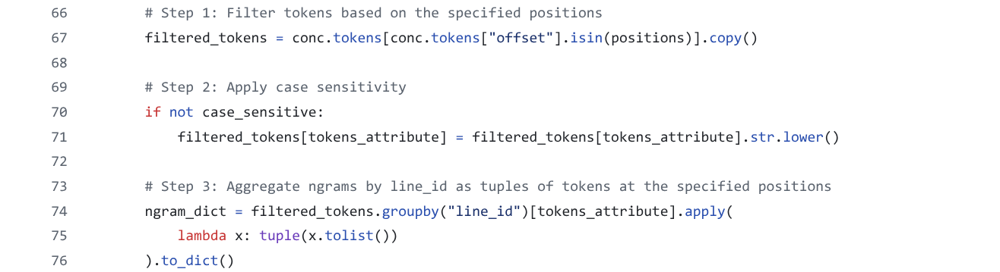 66 # Step 1: Filter tokens based on the specified positions
67 filtered_tokens = conc.tokens[conc.tokens["offset"].isin(positions)].copy()
68
69 # Step 2: Apply case sensitivity
70 if not case_sensitive:
71     filtered_tokens[tokens_attribute] = filtered_tokens[tokens_attribute].str.lower()
72
73 # Step 3: Aggregate ngrams by line_id as tuples of tokens at the specified positions
74 ngram_dict = filtered_tokens.groupby("line_id")[tokens_attribute].apply(
75     lambda x: tuple(x.tolist())
76 ).to_dict()